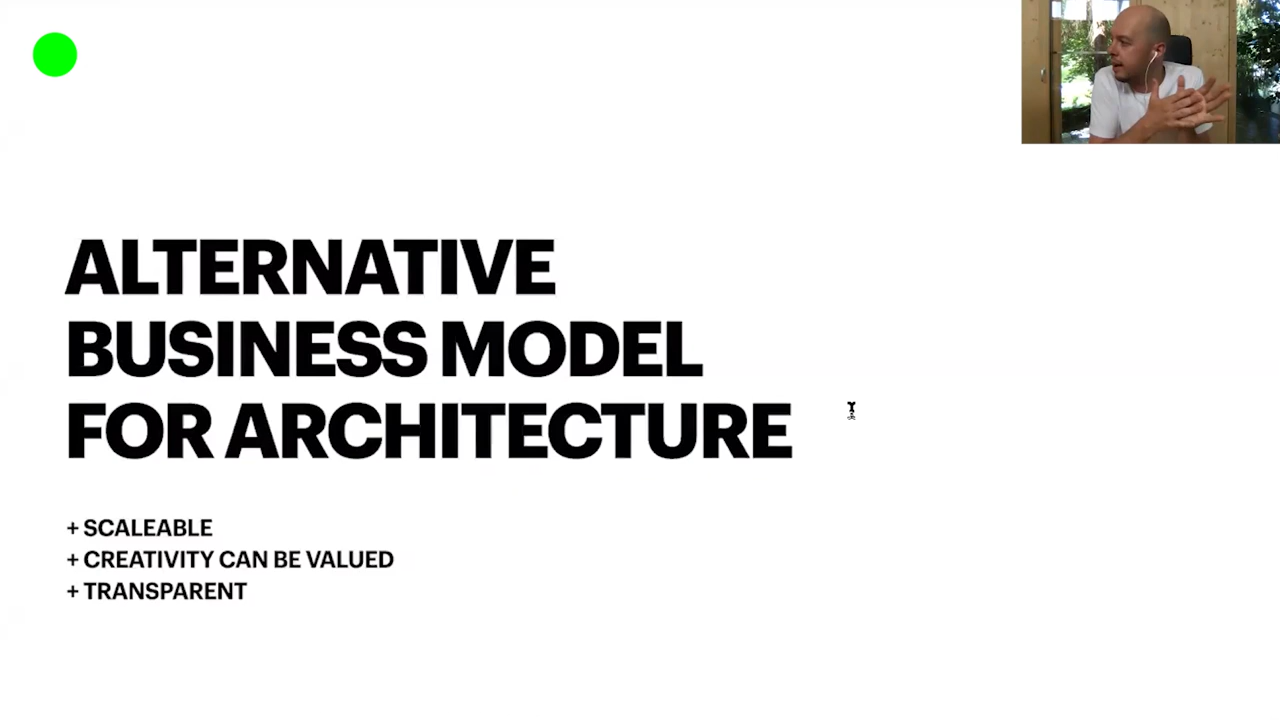 ALTERNATIVE
BUSINESS MODEL
FOR ARCHITECTURE
+ SCALEABLE
+ CREATIVITY CAN BE VALUED
+ TRANSPARENT